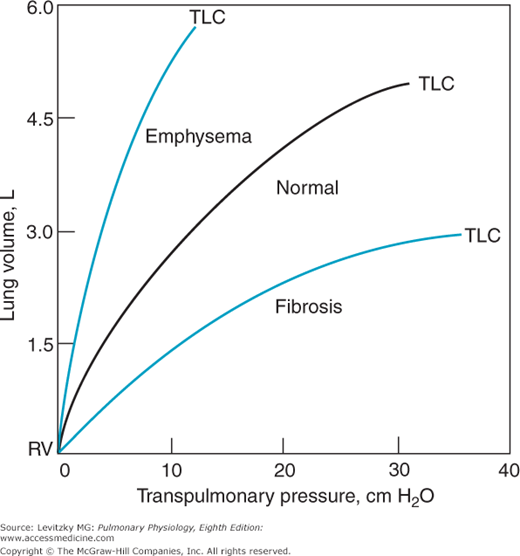 6.0
TLC
TLC
4.5
Emphysema
Normal
Lung volume, L
3.0
TLC
Fibrosis
1.5
RV
0 10 20 30 40
Transpulmonary pressure, cm H₂O
Source: Levitzky MG: Pulmonary Physiology, Eighth Edition:
www.accessmedicine.com
Copyright © The McGraw-Hill Companies, Inc. All rights reserved.